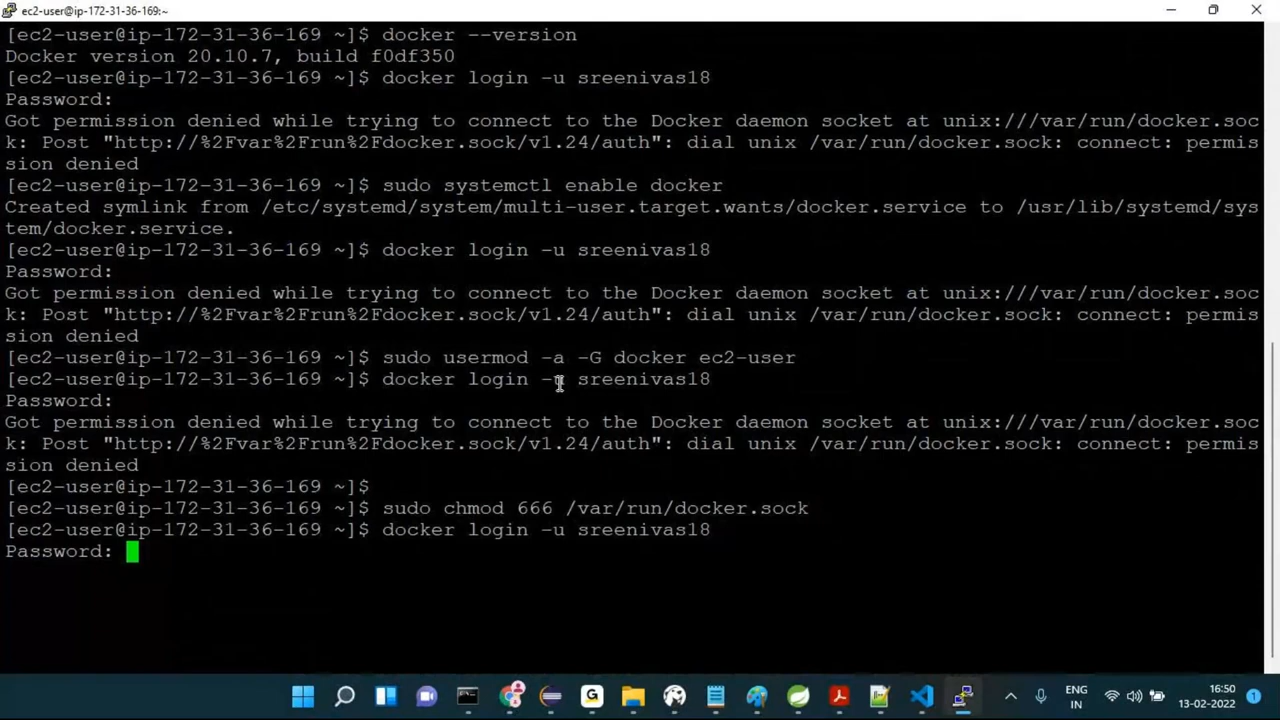 ec2-user@ip-172-31-36-169:~
[ec2-user@ip-172-31-36-169 ~]$ docker --version
Docker version 20.10.7, build f0df350
[ec2-user@ip-172-31-36-169 ~]$ docker login -u sreenivas18
Password:
Got permission denied while trying to connect to the Docker daemon socket at unix:///var/run/docker.soc
k: Post "http://%2Fvar%2Frun%2Fdocker.sock/v1.24/auth": dial unix /var/run/docker.sock: connect: permis
sion denied
[ec2-user@ip-172-31-36-169 ~]$ sudo systemctl enable docker
Created symlink from /etc/systemd/system/multi-user.target.wants/docker.service to /usr/lib/systemd/sys
tem/docker.service.
[ec2-user@ip-172-31-36-169 ~]$ docker login -u sreenivas18
Password:
Got permission denied while trying to connect to the Docker daemon socket at unix:///var/run/docker.soc
k: Post "http://%2Fvar%2Frun%2Fdocker.sock/v1.24/auth": dial unix /var/run/docker.sock: connect: permis
sion denied
[ec2-user@ip-172-31-36-169 ~]$ sudo usermod -a -G docker ec2-user
[ec2-user@ip-172-31-36-169 ~]$ docker login -u sreenivas18
Password:
Got permission denied while trying to connect to the Docker daemon socket at unix:///var/run/docker.soc
k: Post "http://%2Fvar%2Frun%2Fdocker.sock/v1.24/auth": dial unix /var/run/docker.sock: connect: permis
sion denied
[ec2-user@ip-172-31-36-169 ~]$
[ec2-user@ip-172-31-36-169 ~]$ sudo chmod 666 /var/run/docker.sock
[ec2-user@ip-172-31-36-169 ~]$ docker login -u sreenivas18
Password:
ENG
IN
16:50
13-02-2022
1